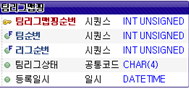 팀리그맵핑
팀리그맵핑순번 시퀀스 INT UNSIGNED
팀순번 시퀀스 INT UNSIGNED
리그순번 시퀀스 INT UNSIGNED
팀리그상태 공통코드 CHAR(4)
등록일시 일시 DATETIME